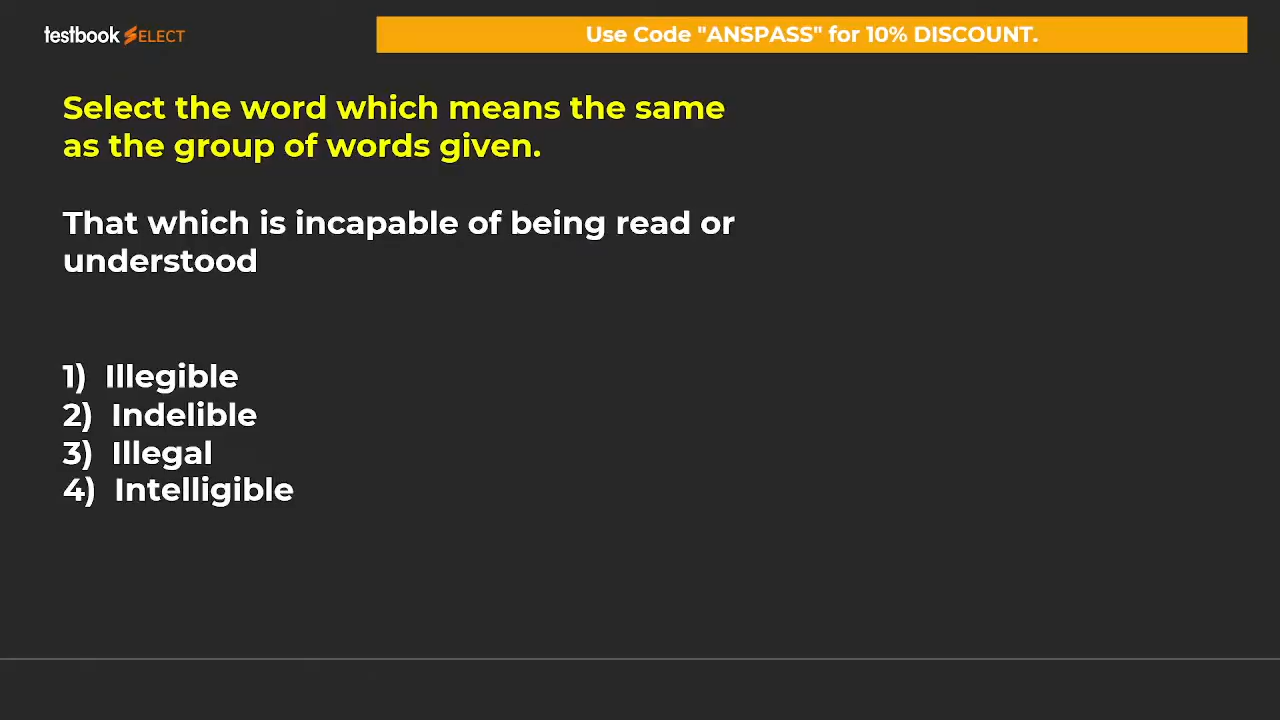 testbook SELECT
Use Code "ANSPASS" for 10% DISCOUNT.
Select the word which means the same
as the group of words given.
That which is incapable of being read or
understood
1) Illegible
2) Indelible
3) Illegal
4) Intelligible